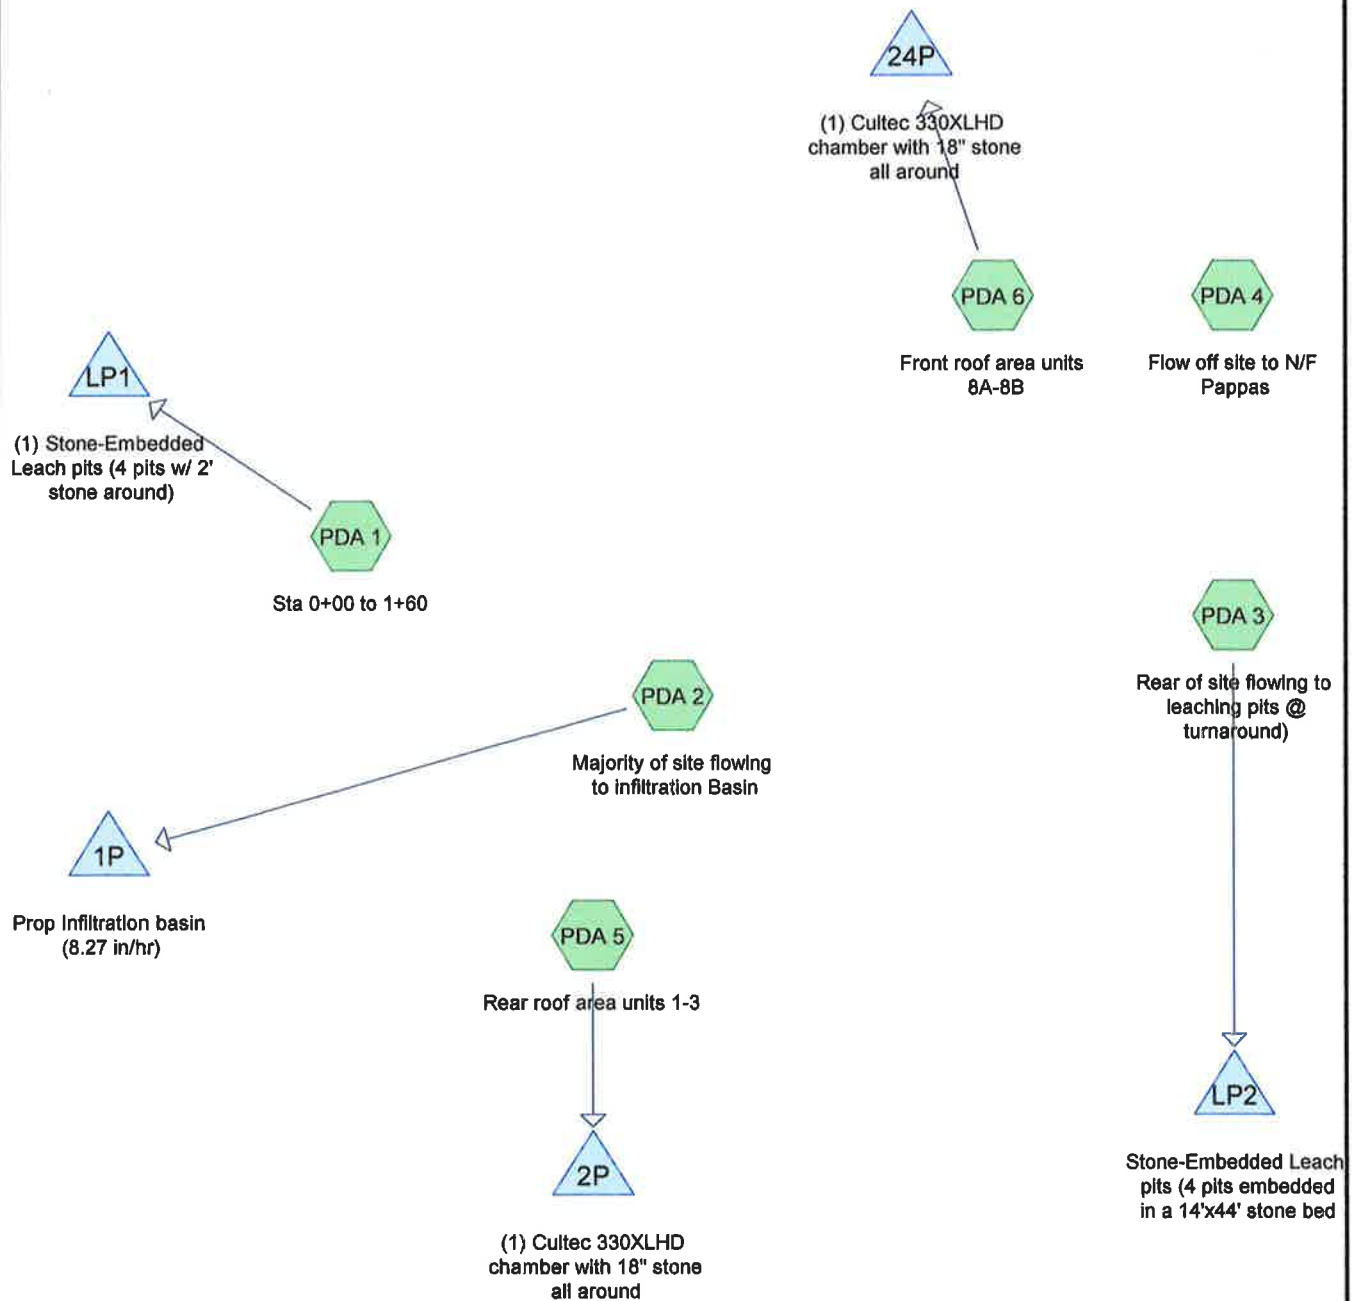 24P
(1) Cultec 330XLHD
chamber with 18" stone
all around
PDA 6
Front roof area units
8A-8B
PDA 4
Flow off site to N/F
Pappas
LP1
(1) Stone-Embedded
Leach pits (4 pits w/ 2'
stone around)
PDA 1
Sta 0+00 to 1+60
PDA 3
Rear of site flowing to
leaching pits @
turnaround)
PDA 2
Majority of site flowing
to infiltration Basin
1P
Prop Infiltration basin
(8.27 in/hr)
PDA 5
Rear roof area units 1-3
2P
(1) Cultec 330XLHD
chamber with 18" stone
all around
LP2
Stone-Embedded Leach
pits (4 pits embedded
in a 14'x44' stone bed